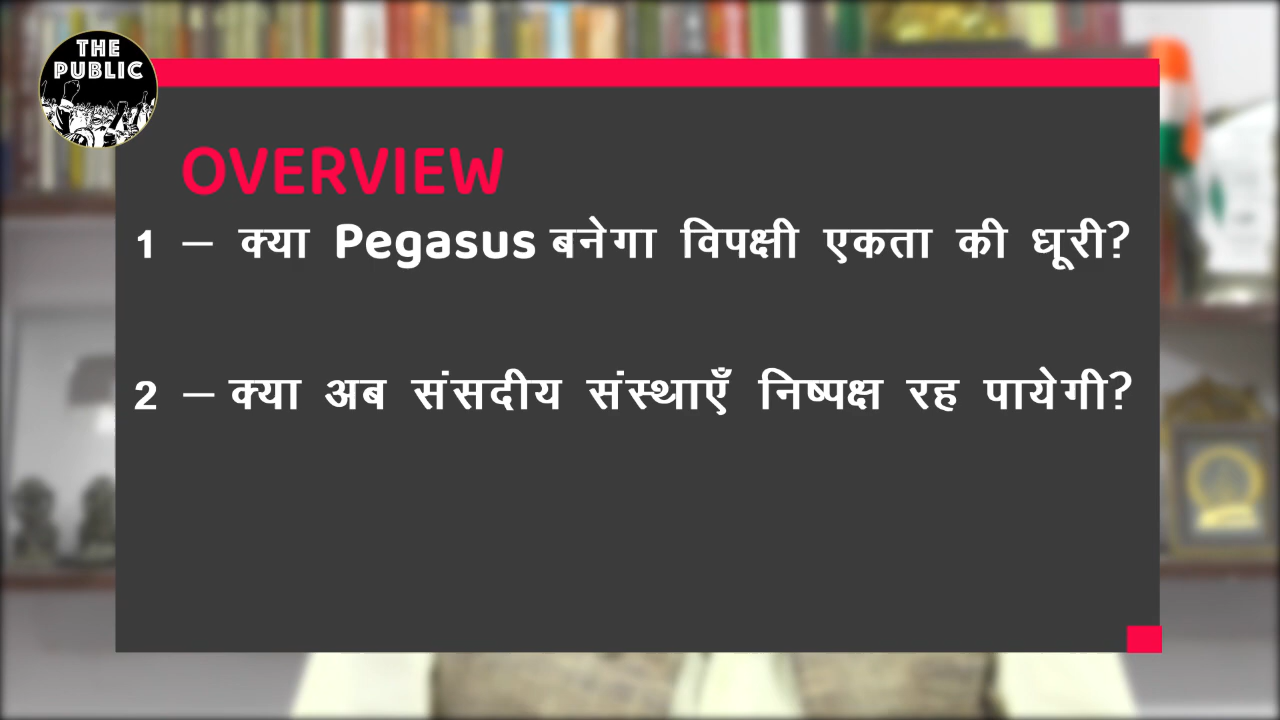 THE
PUBLIC
OVERVIEW
1 – क्या Pegasus बनेगा विपक्षी एकता की धूरी?
2 – क्या अब संसदीय संस्थाएँ निष्पक्ष रह पायेगी?